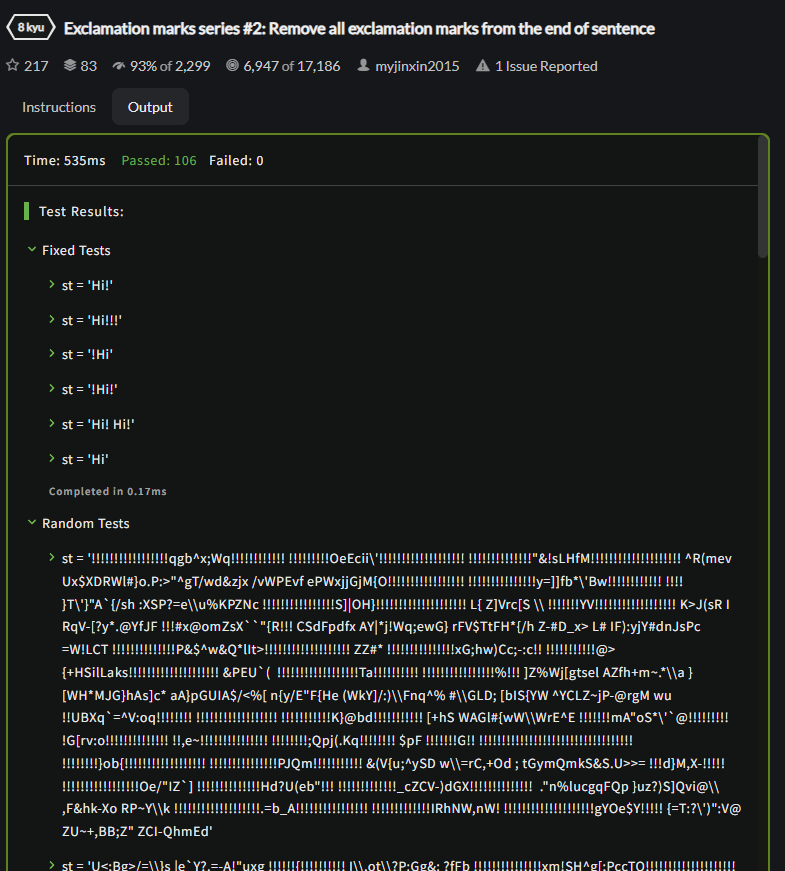 8 kyu Exclamation marks series #2: Remove all exclamation marks from the end of sentence
217 83 93% of 2,299 6,947 of 17,186 myjinxin2015 1 Issue Reported
Instructions Output
Time: 535ms Passed: 106 Failed: 0
Test Results:
Fixed Tests
st = 'Hi!'
st = 'Hi!!!'
st = '!Hi'
st = '!Hi!'
st = 'Hi! Hi!'
st = 'Hi'
Completed in 0.17ms
Random Tests
st = '!!!!!!!!!!!!!!!!!qgb^x;Wq!!!!!!!!!!!! !!!!!!!!!OeEcii\'!!!!!!!!!!!!!!!!!!! !!!!!!!!!!!!!!"&!sLHfM!!!!!!!!!!!!!!!!!!!! ^R(mev
Ux$XDRWl#}o.P:>"^gT/wd&zjx /vWPEvf ePWxjjGjM{O!!!!!!!!!!!!!!!!! !!!!!!!!!!!!!!!y=]]fb*\'Bw!!!!!!!!!!!! !!!!
}T\'}"A`{/sh :XSP?=e\\u%KPZNc !!!!!!!!!!!!!!!!S]|OH}!!!!!!!!!!!!!!!!!!!! L{ Z]Vrc[S \\ !!!!!!!YV!!!!!!!!!!!!!!!!!! K>J(sR I
RqV-[?y*.@YfJF !!!#x@omZsX``"{R!!! CSdFpdfx AY|*j!Wq;ewG} rFV$TtFH*{/h Z-#D_x> L# IF):yjY#dnJsPc
=W!LCT !!!!!!!!!!!!!!P&$^w&Q*lIt>!!!!!!!!!!!!!!!!!!! ZZ#* !!!!!!!!!!!!!!!xG;hw)Cc;-:c!! !!!!!!!!!!!@>
{+HSilLaks!!!!!!!!!!!!!!!!!!!! &PEU`( !!!!!!!!!!!!!!!!!!Ta!!!!!!!!!! !!!!!!!!!!!!!!!!%!!! ]Z%Wj[gtsel AZfh+m~.*\\a }
[WH*MJG}hAs]c* aA}pGUIA$/<%[ n{y/E"F{He (WkY]/:)\\Fnq^% #\\GLD; [bIS{YW ^YCLZ~jP-@rgM wu
!!UBXq`=^V:oq!!!!!!!! !!!!!!!!!!!!!!!!!! !!!!!!!!!!!K}@bd!!!!!!!!!!! [+hS WAGl#{wW\\WrE^E !!!!!!!mA"oS*\'`@!!!!!!!!!
!G[rv:o!!!!!!!!!!!!!! !!,e~!!!!!!!!!!!!!!! !!!!!!!!;Qpj(.Kq!!!!!!!! $pF !!!!!!!G!! !!!!!!!!!!!!!!!!!!!!!!!!!!!!!!!!!!
!!!!!!!!}ob{!!!!!!!!!!!!!!!!!! !!!!!!!!!!!!!!!PJQm!!!!!!!!!!! &(V{u;^ySD w\\=rC,+Od ; tGymQmkS&S.U>>= !!!d}M,X-!!!!!
!!!!!!!!!!!!!!!!!Oe/"IZ`] !!!!!!!!!!!!!!Hd?U(eb"!!! !!!!!!!!!!!!!_cZCV-)dGX!!!!!!!!!!!!!! ."n%lucgqFQp }uz?)S]Qvi@\\
,F&hk-Xo RP~Y\\k !!!!!!!!!!!!!!!!!!!.=b_A!!!!!!!!!!!!!!!! !!!!!!!!!!!!!IRhNW,nW! !!!!!!!!!!!!!!!!!!!!gYOe$Y!!!!! {=T:?\')":V@
ZU~+,BB;Z" ZCI-QhmEd'
st = 'U<;Bg>/=\\}s |e`Y?.=-A!"uxg !!!!!!{!!!!!!!!!! I\\.ot\\?P:Gg&; ?fFb !!!!!!!!!!!!!!!xm!SH^g[:PccTO!!!!!!!!!!!!!!!!!!!!